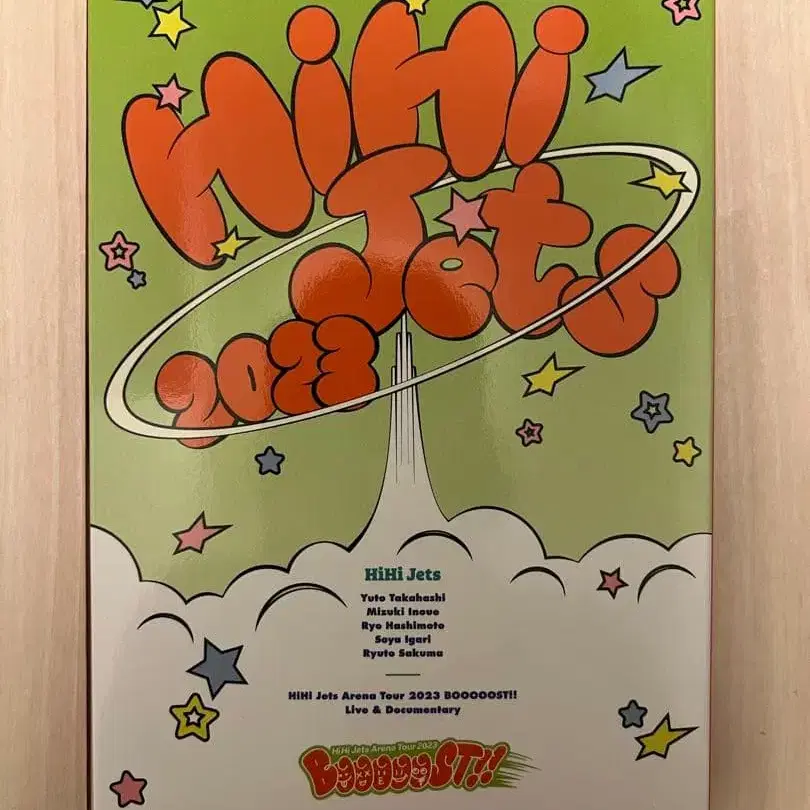 HiHi
Jets
2023
HiHi Jets
Yuto Takahashi
Mizuki Inoue
Ryo Hashimoto
Soya Igari
Ryuto Sakuma
HiHi Jets Arena Tour 2023 BOOOOOST!!
Live & Documentary
HiHi Jets Arena Tour 2023
BOOOOOST!!